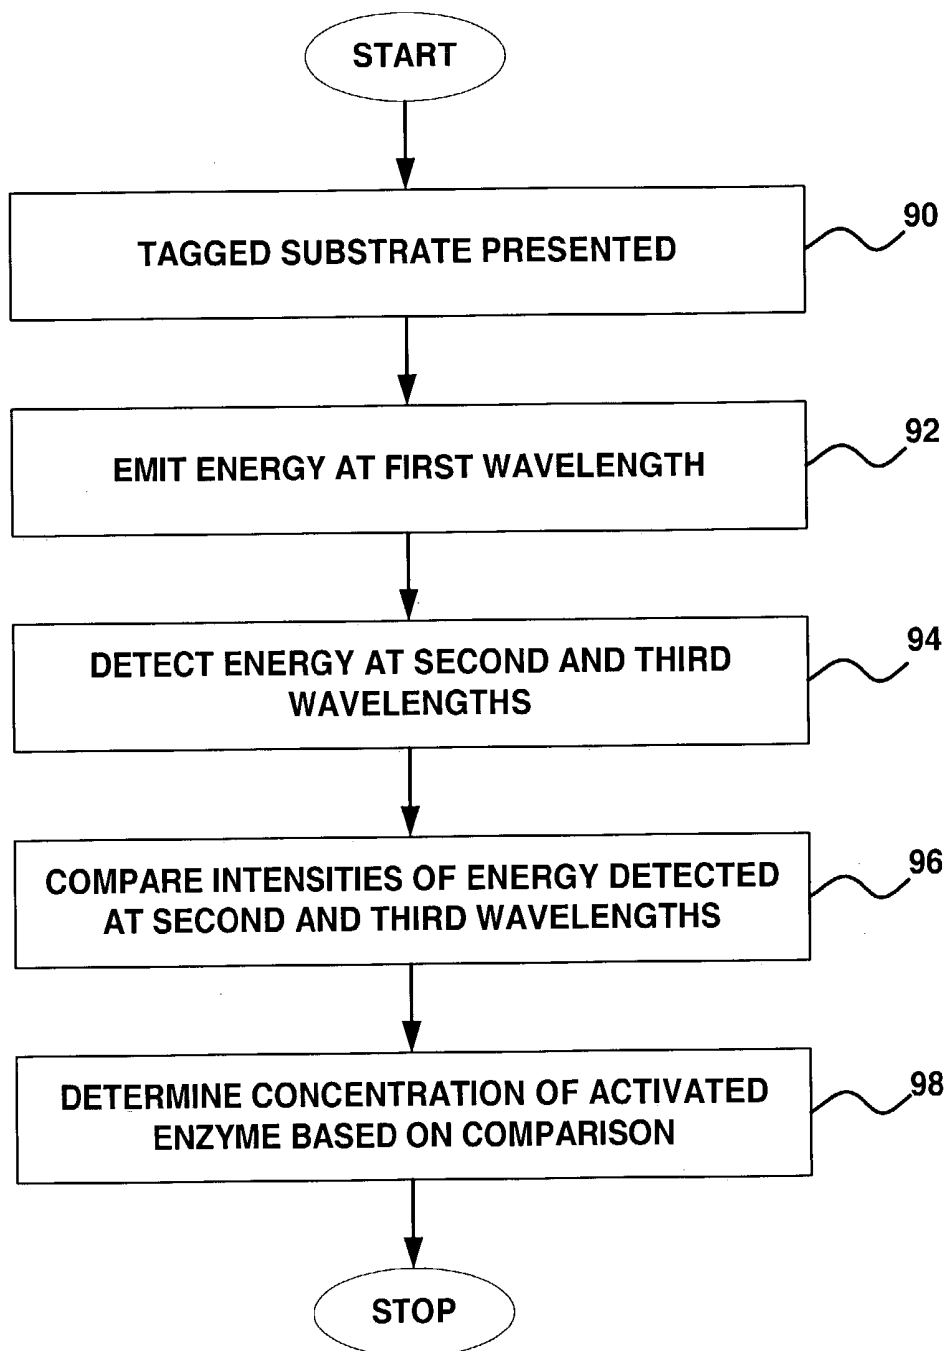 START
TAGGED SUBSTRATE PRESENTED
90
EMIT ENERGY AT FIRST WAVELENGTH
92
DETECT ENERGY AT SECOND AND THIRD
WAVELENGTHS
94
COMPARE INTENSITIES OF ENERGY DETECTED
AT SECOND AND THIRD WAVELENGTHS
96
DETERMINE CONCENTRATION OF ACTIVATED
ENZYME BASED ON COMPARISON
98
STOP